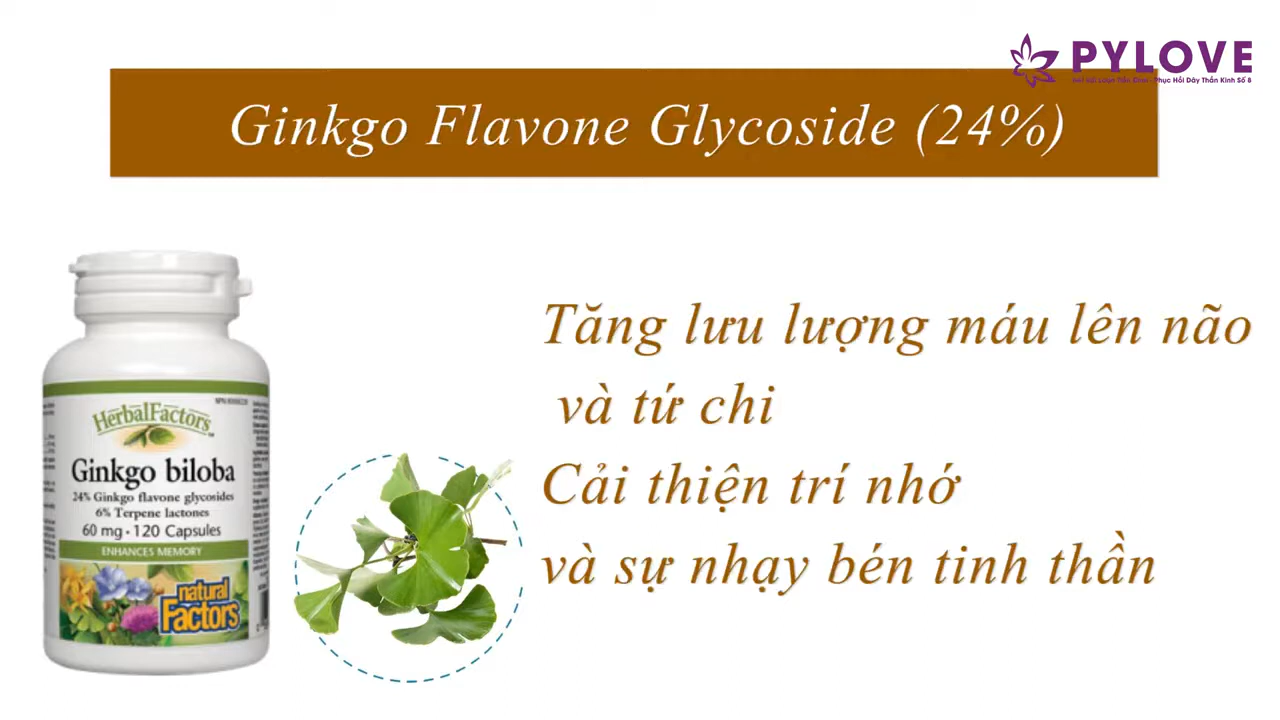 PYLOVE
Ginkgo Flavone Glycoside (24%)
Tăng lưu lượng máu lên não
và tứ chi
Cải thiện trí nhớ
và sự nhạy bén tinh thần
HerbalFactors
Ginkgo biloba
24% Ginkgo flavone glycosides
6% Terpene lactones
60 mg · 120 Capsules
ENHANCES MEMORY
natural
Factors